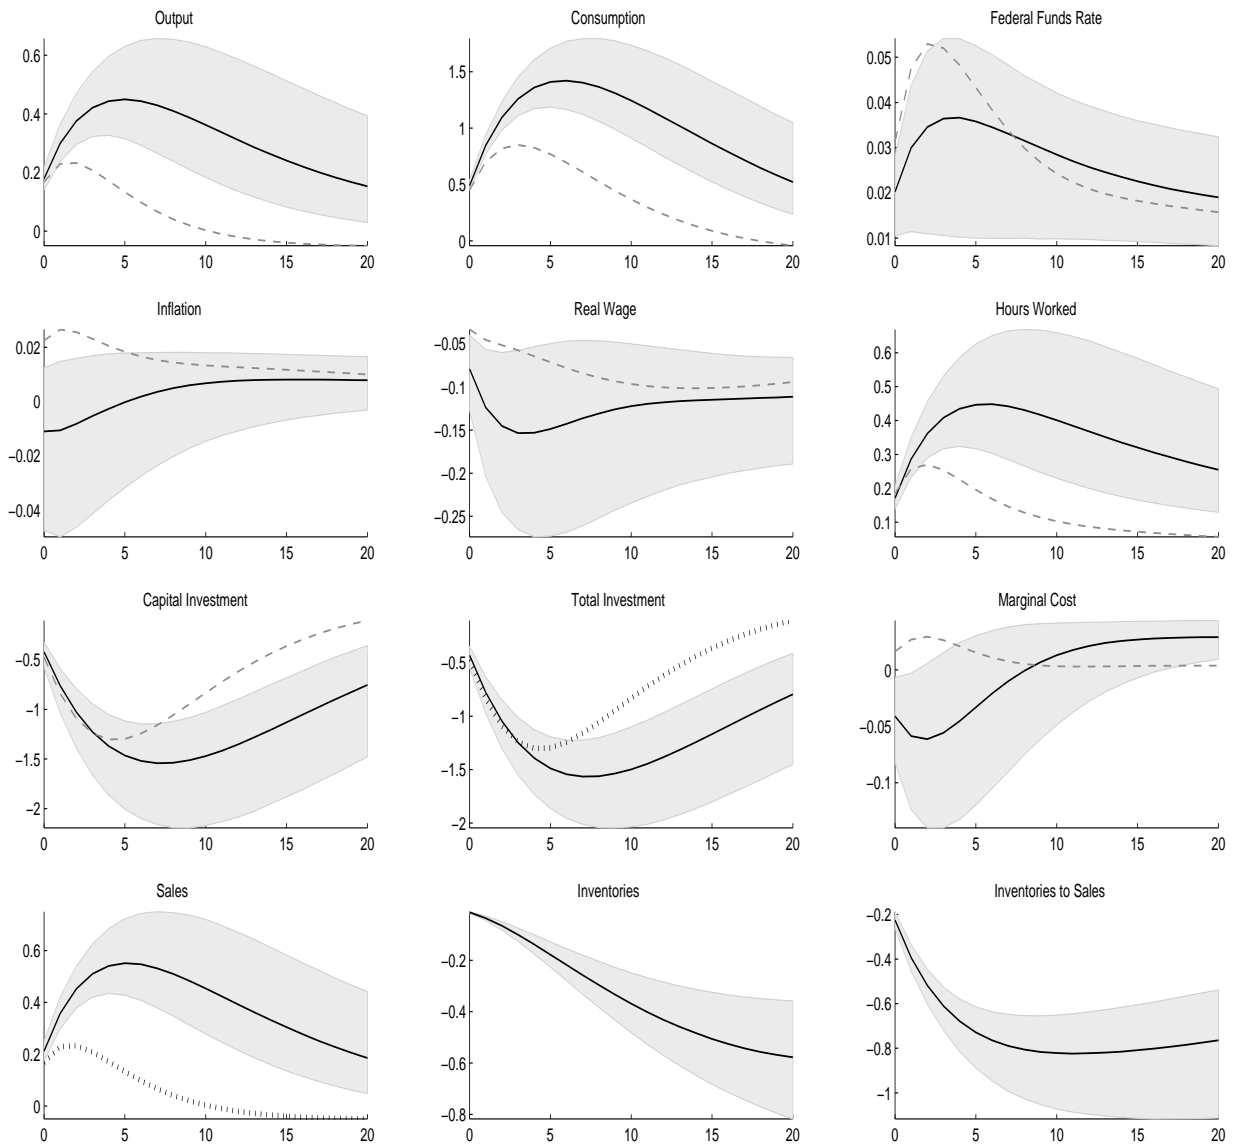 Output
0.6
0.4
0.2
0
0 5 10 15 20
Consumption
1.5
1
0.5
0
0 5 10 15 20
Federal Funds Rate
0.05
0.04
0.03
0.02
0.01
0 5 10 15 20
Inflation
0.02
0
−0.02
−0.04
0 5 10 15 20
Real Wage
−0.05
−0.1
−0.15
−0.2
−0.25
0 5 10 15 20
Hours Worked
0.6
0.5
0.4
0.3
0.2
0.1
0 5 10 15 20
Capital Investment
−0.5
−1
−1.5
−2
0 5 10 15 20
Total Investment
−0.5
−1
−1.5
−2
0 5 10 15 20
Marginal Cost
0
−0.05
−0.1
0 5 10 15 20
Sales
0.6
0.4
0.2
0
0 5 10 15 20
Inventories
−0.2
−0.4
−0.6
−0.8
0 5 10 15 20
Inventories to Sales
−0.2
−0.4
−0.6
−0.8
−1
0 5 10 15 20